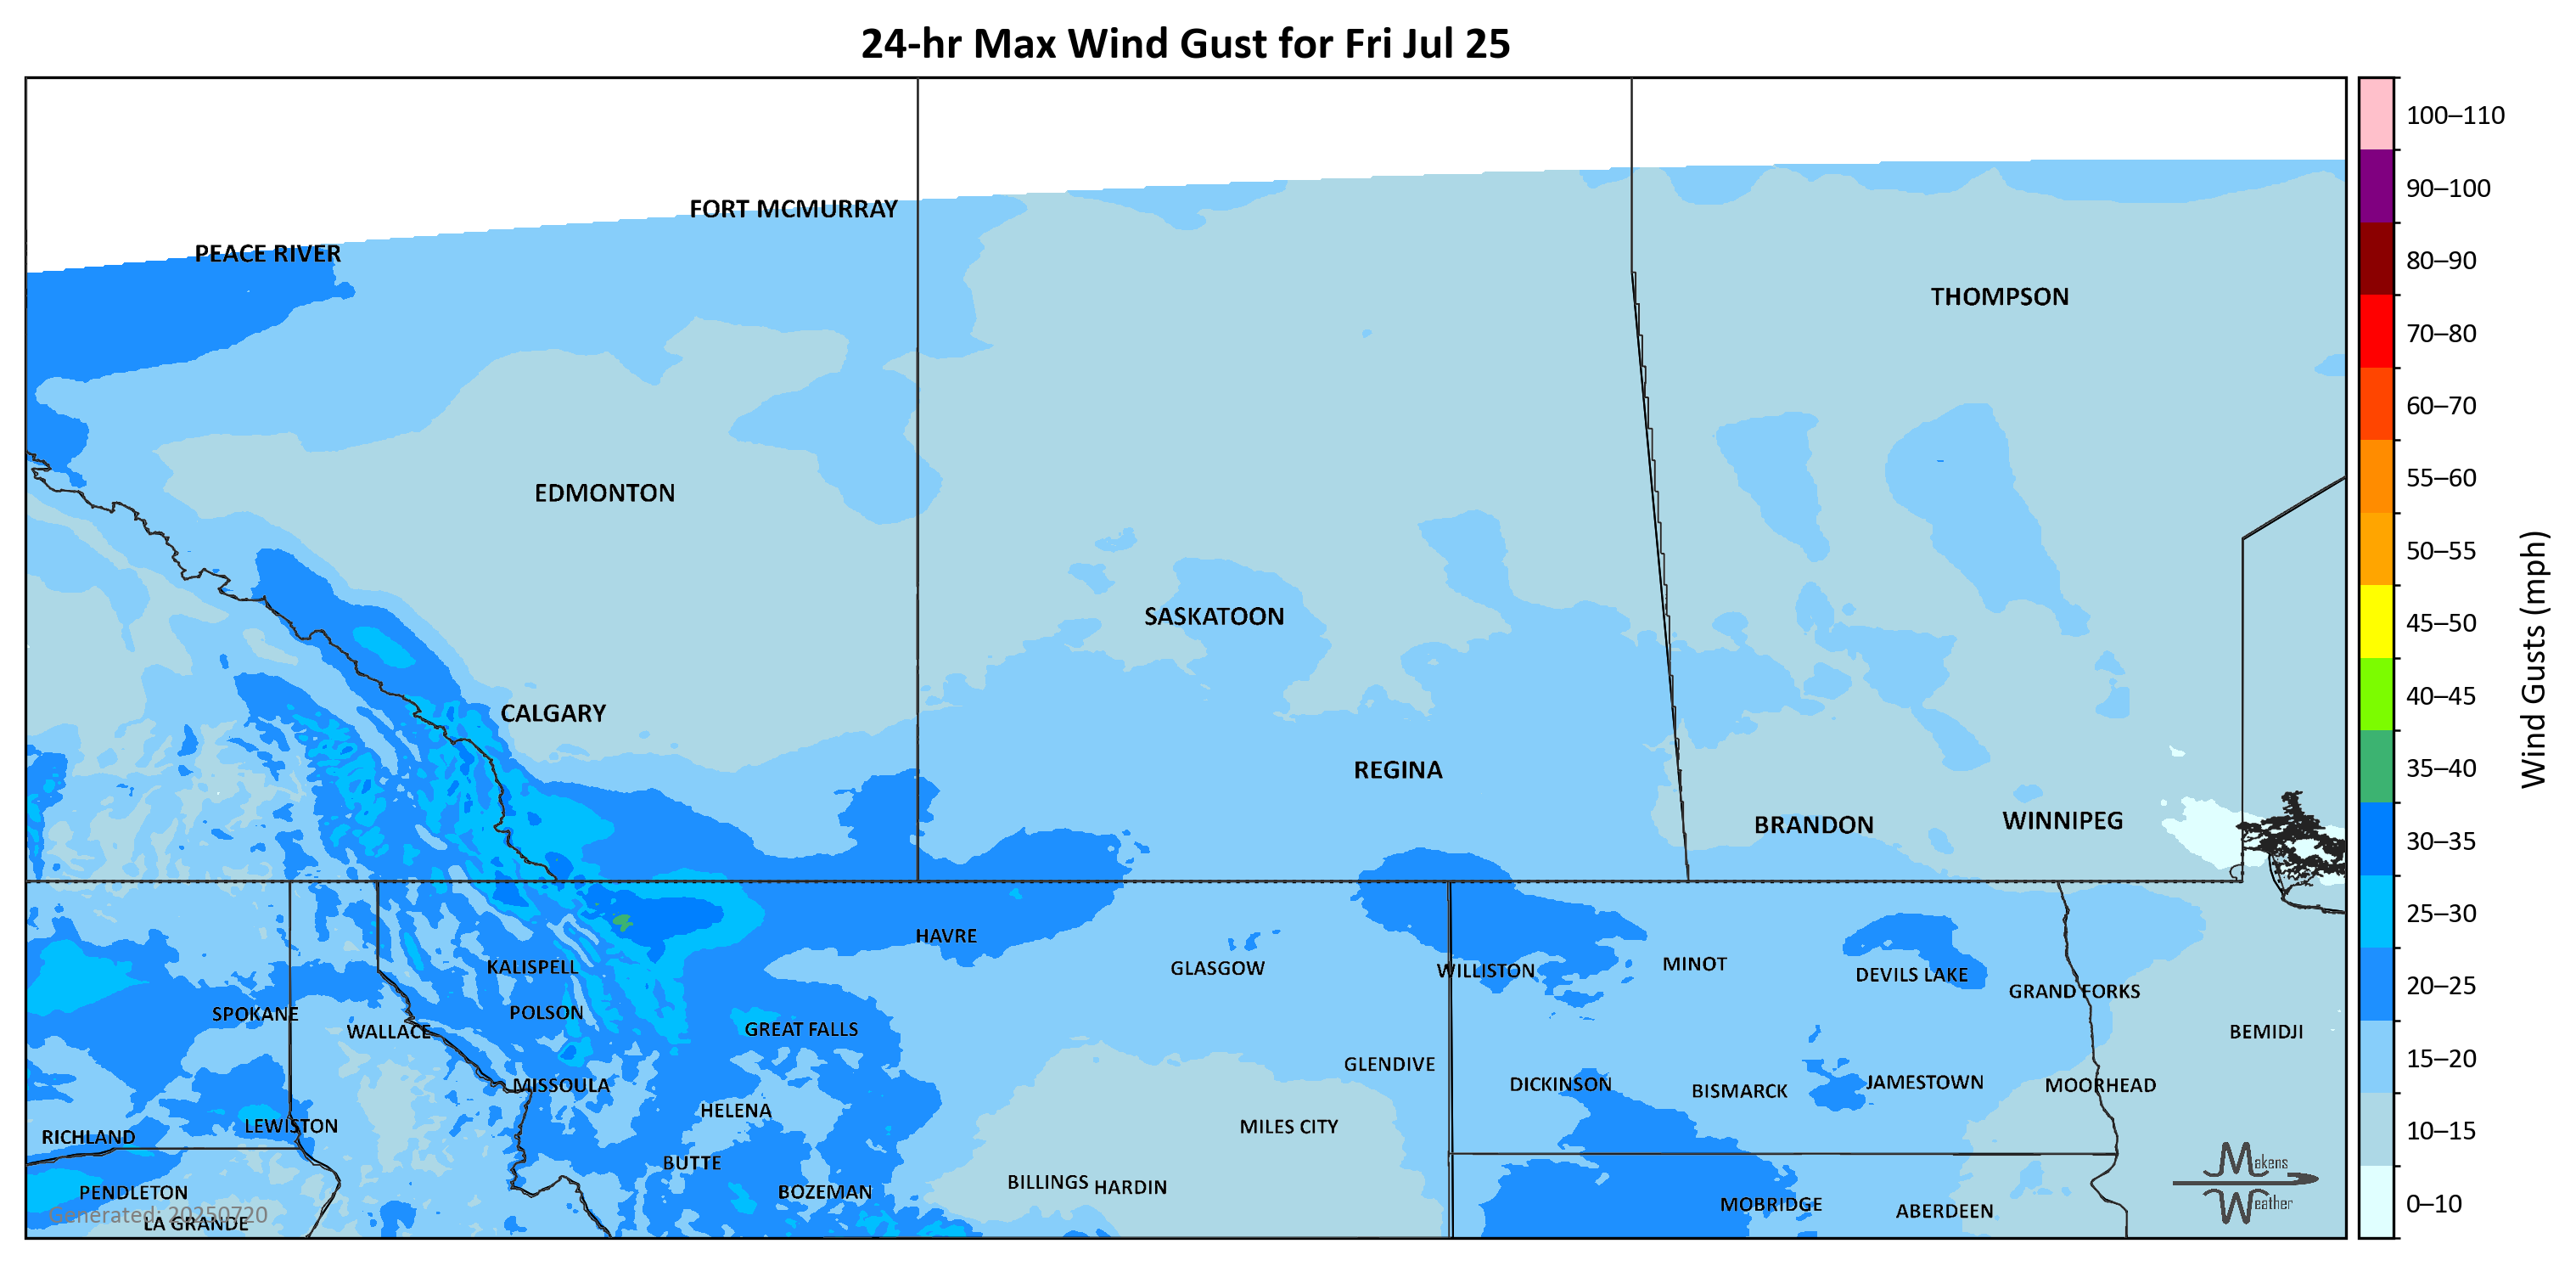 24-hr Max Wind Gust for Fri Jul 25
100–110
90–100
80–90
70–80
60–70
55–60
50–55
45–50
40–45
35–40
30–35
25–30
20–25
15–20
10–15
0–10
Wind Gusts (mph)
FORT MCMURRAY
PEACE RIVER
THOMPSON
EDMONTON
SASKATOON
CALGARY
REGINA
BRANDON
WINNIPEG
HAVRE
KALISPELL
GLASGOW
WILLISTON
MINOT
DEVILS LAKE
GRAND FORKS
SPOKANE
POLSON
WALLACE
GREAT FALLS
BEMIDJI
GLENDIVE
MISSOULA
DICKINSON
BISMARCK
JAMESTOWN
MOORHEAD
HELENA
LEWISTON
MILES CITY
RICHLAND
BUTTE
BILLINGS
HARDIN
PENDLETON
BOZEMAN
MOBRIDGE
ABERDEEN
LA GRANDE
Generated: 20250720
Makens
Weather